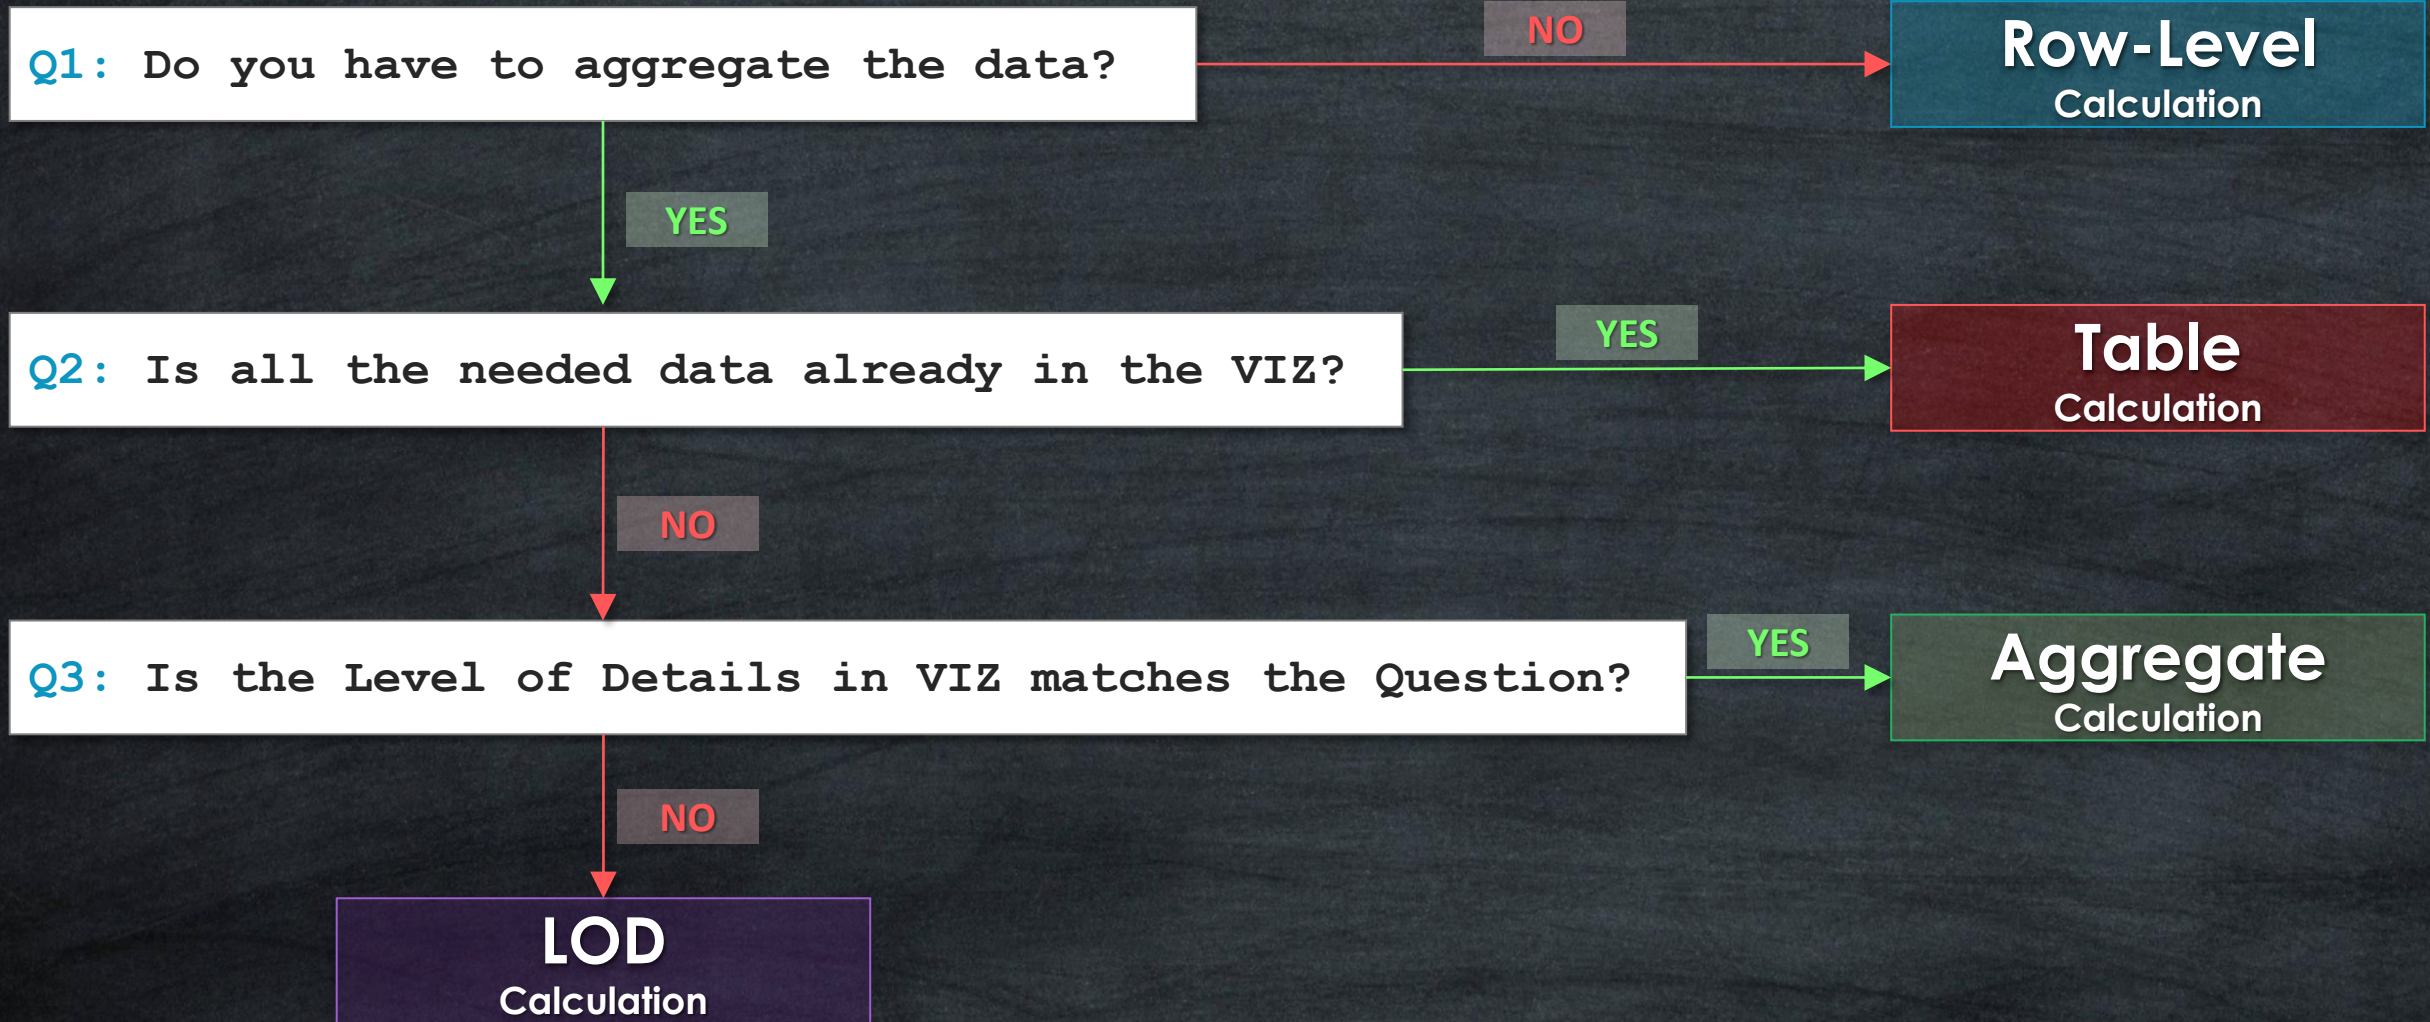 Q1: Do you have to aggregate the data?
NO
Row-Level
Calculation
YES
Q2: Is all the needed data already in the VIZ?
YES
Table
Calculation
NO
Q3: Is the Level of Details in VIZ matches the Question?
YES
Aggregate
Calculation
NO
LOD
Calculation